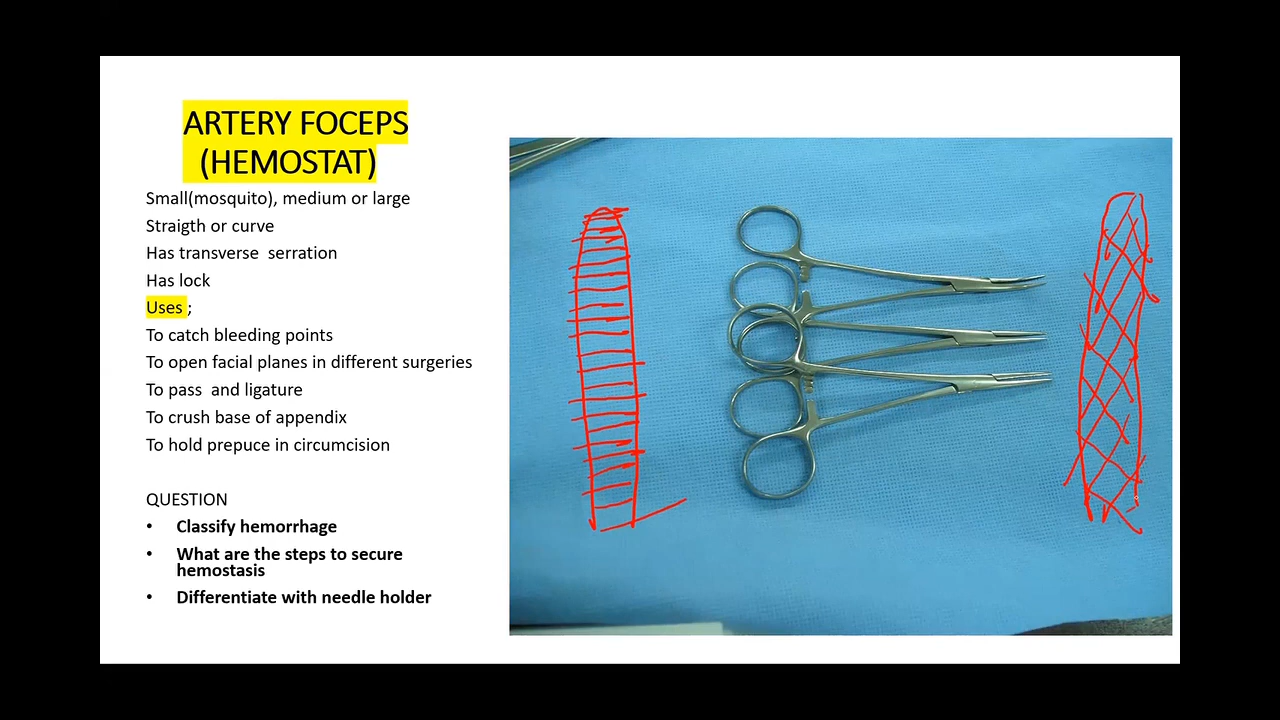 ARTERY FOCEPS
(HEMOSTAT)
Small(mosquito), medium or large
Straigth or curve
Has transverse  serration
Has lock
Uses ;
To catch bleeding points
To open facial planes in different surgeries
To pass  and ligature
To crush base of appendix
To hold prepuce in circumcision
QUESTION
• Classify hemorrhage
• What are the steps to secure
hemostasis
• Differentiate with needle holder